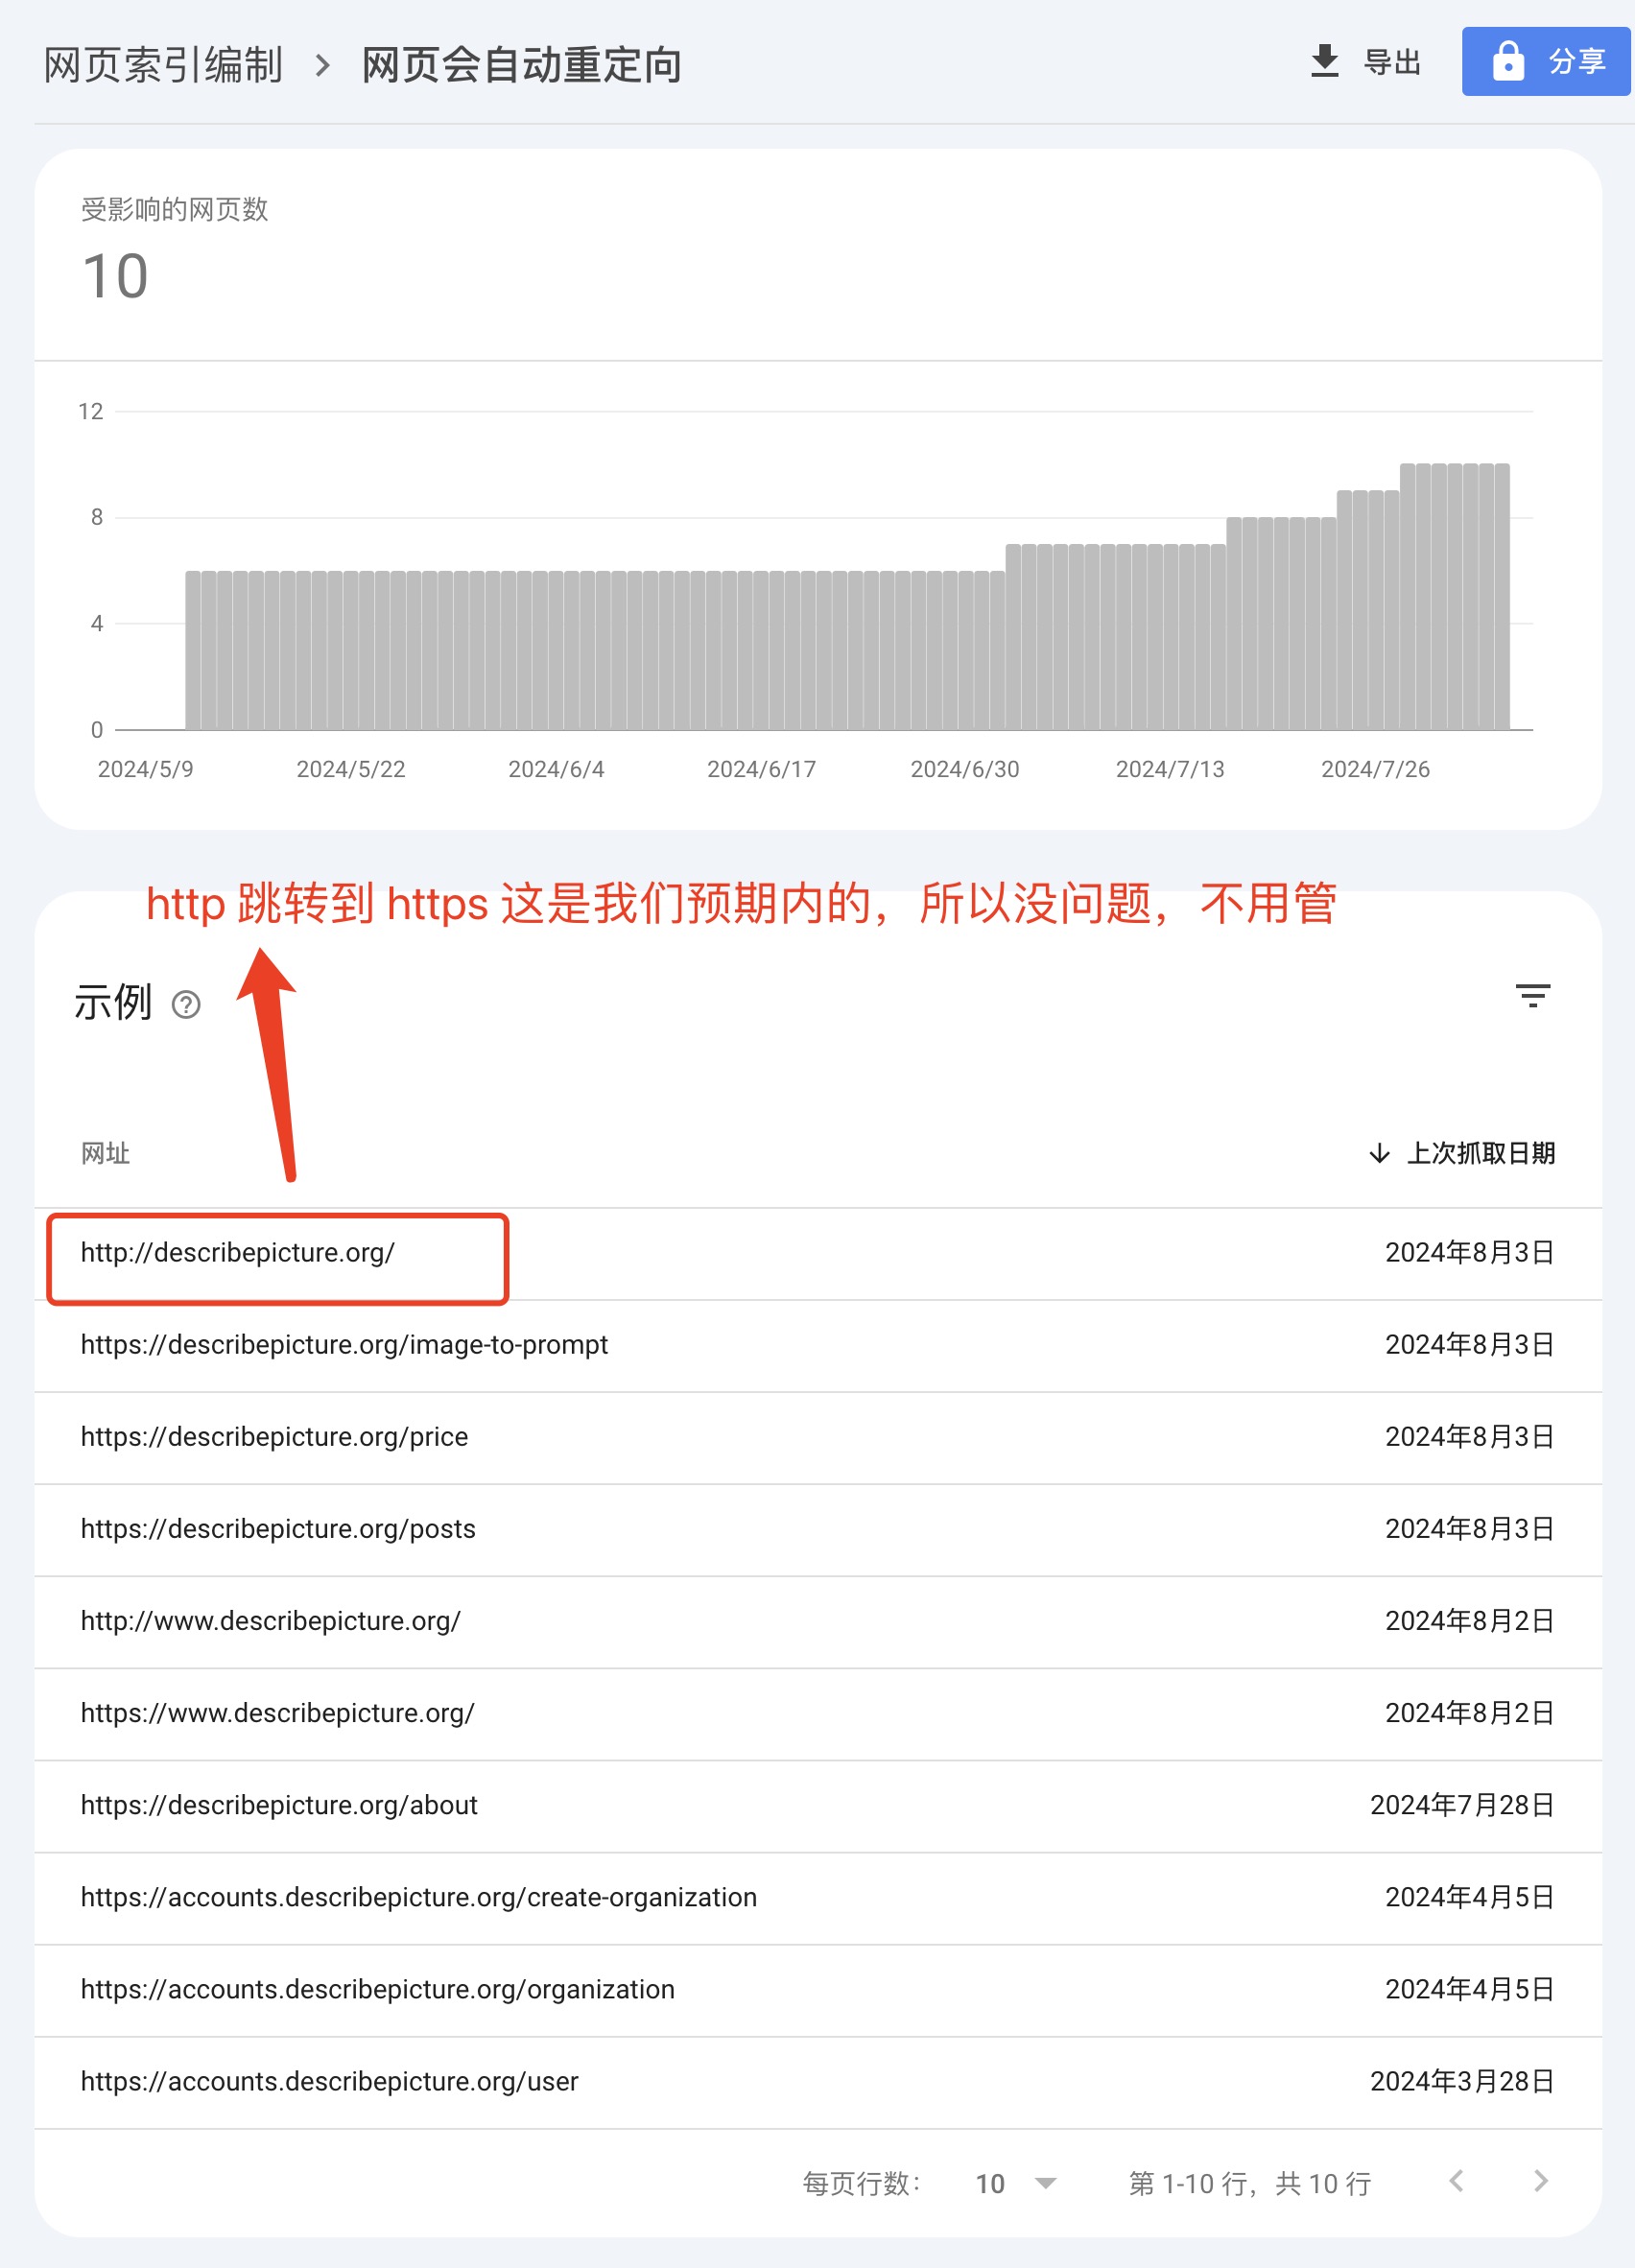 网页索引编制 > 网页会自动重定向 导出 分享
受影响的网页数
10
12
8
4
0
2024/5/9 2024/5/22 2024/6/4 2024/6/17 2024/6/30 2024/7/13 2024/7/26
http 跳转到 https 这是我们预期内的，所以没问题，不用管
示例
网址 上次抓取日期
http://describepicture.org/ 2024年8月3日
https://describepicture.org/image-to-prompt 2024年8月3日
https://describepicture.org/price 2024年8月3日
https://describepicture.org/posts 2024年8月3日
http://www.describepicture.org/ 2024年8月2日
https://www.describepicture.org/ 2024年8月2日
https://describepicture.org/about 2024年7月28日
https://accounts.describepicture.org/create-organization 2024年4月5日
https://accounts.describepicture.org/organization 2024年4月5日
https://accounts.describepicture.org/user 2024年3月28日
每页行数： 10 第 1-10 行，共 10 行